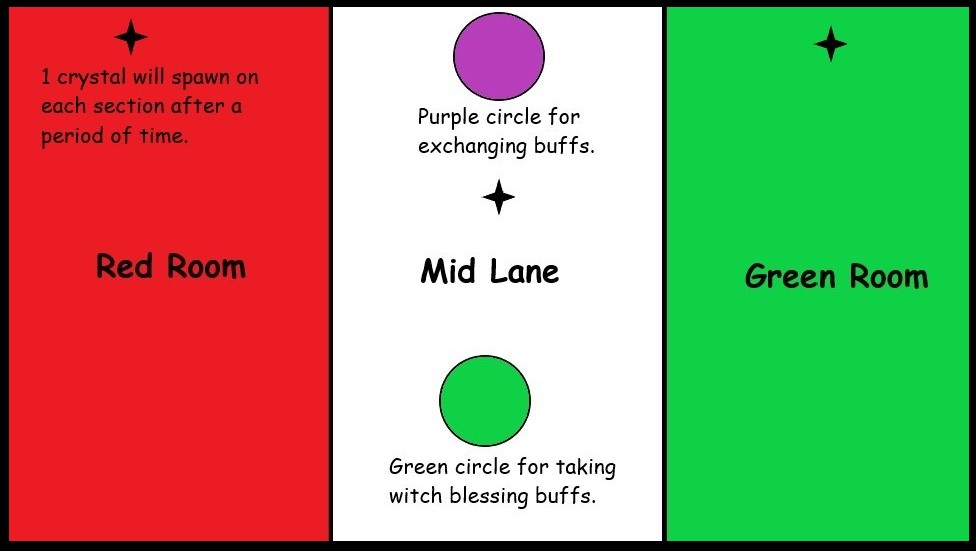 1 crystal will spawn on
each section after a
period of time.
Red Room
Purple circle for
exchanging buffs.
Mid Lane
Green circle for taking
witch blessing buffs.
Green Room